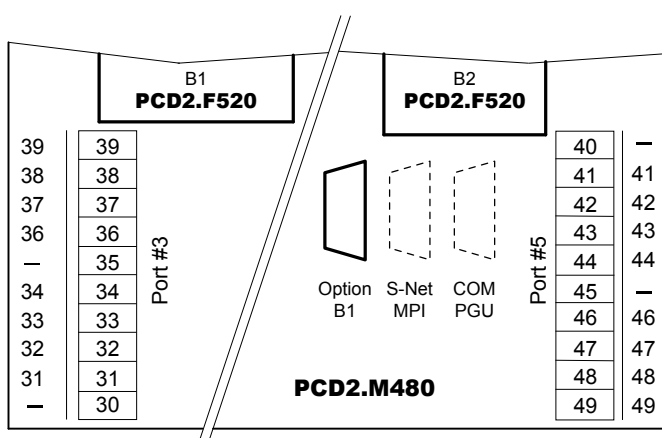 B1
PCD2.F520
B2
PCD2.F520
39 39
38 38
37 37
36 36
– 35
34 34
33 33
32 32
31 31
– 30
Port #3
Option
B1
S-Net
MPI
COM
PGU
Port #5
40 –
41 41
42 42
43 43
44 44
45 –
46 46
47 47
48 48
49 49
PCD2.M480